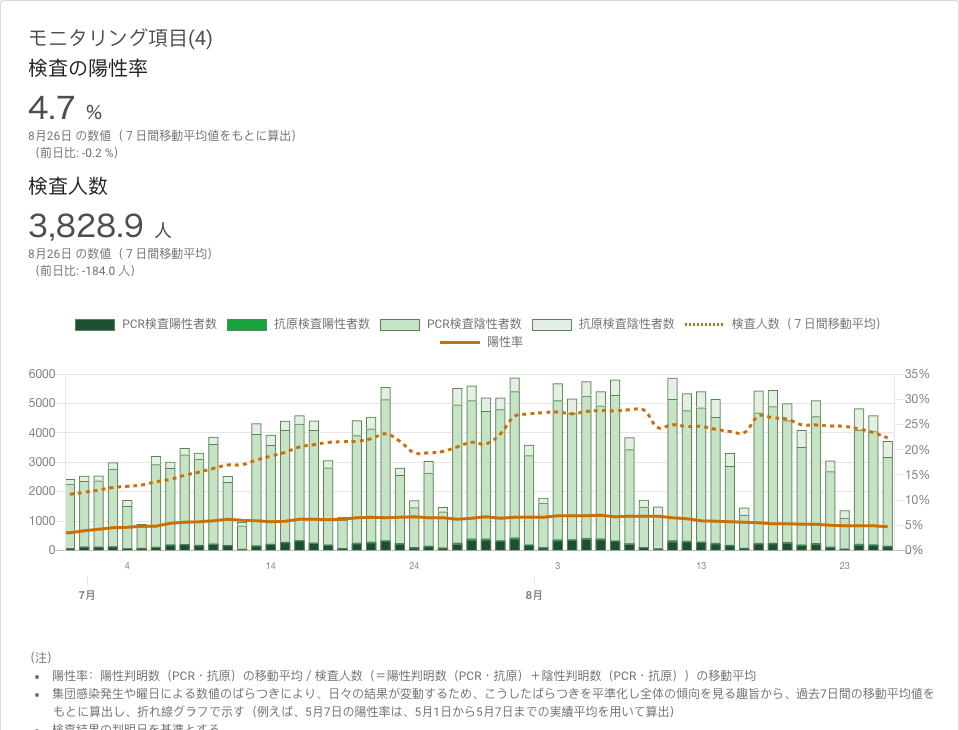 モニタリング項目(4)
検査の陽性率
4.7 %
8月26日 の数値（７日間移動平均値をもとに算出）
（前日比: -0.2 %）
検査人数
3,828.9 人
8月26日 の数値（７日間移動平均）
（前日比: -184.0 人）
PCR検査陽性者数 抗原検査陽性者数 PCR検査陰性者数 抗原検査陰性者数 検査人数（７日間移動平均）
陽性率
6000 35%
5000 30%
4000 25%
3000 20%
2000 15%
1000 10%
0 5%
0%
4 14 24 3 13 23
7月 8月
（注）
陽性率：陽性判明数（PCR・抗原）の移動平均 / 検査人数（＝陽性判明数（PCR・抗原）＋陰性判明数（PCR・抗原））の移動平均
集団感染発生や曜日による数値のばらつきにより、日々の結果が変動するため、こうしたばらつきを平準化し全体の傾向を見る趣旨から、過去7日間の移動平均値を
もとに算出し、折れ線グラフで示す（例えば、5月7日の陽性率は、5月1日から5月7日までの実績平均を用いて算出）
検査結果の判明日を基準とする